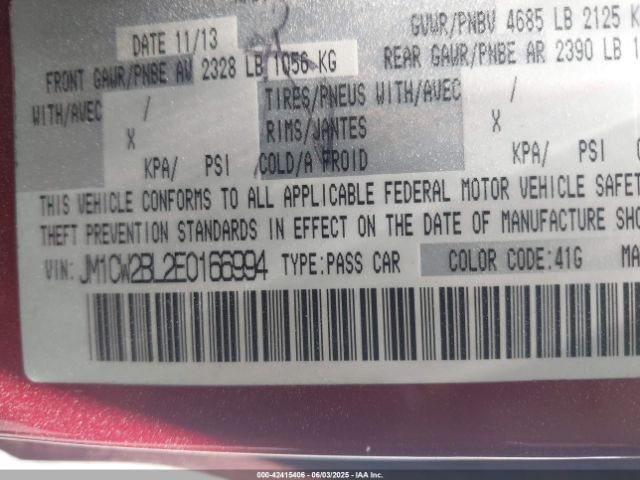 GVWR/PNBV 4685 LB 2125 K
DATE 11/13
FRONT GAWR/PNBE AV 2328 LB 1056 KG
REAR GAWR/PNBE AR 2390 LB 1
WITH/AVEC / TIRES/PNEUS WITH/AVEC /
X RIMS/JANTES X
KPA/ PSI /COLD/A FROID KPA/ PSI
THIS VEHICLE CONFORMS TO ALL APPLICABLE FEDERAL MOTOR VEHICLE SAFET
THEFT PREVENTION STANDARDS IN EFFECT ON THE DATE OF MANUFACTURE SHO
VIN: JM1CW2BL2E0166994 TYPE:PASS CAR COLOR CODE:41G MA
000-42415406 - 06/03/2025 - IAA Inc.